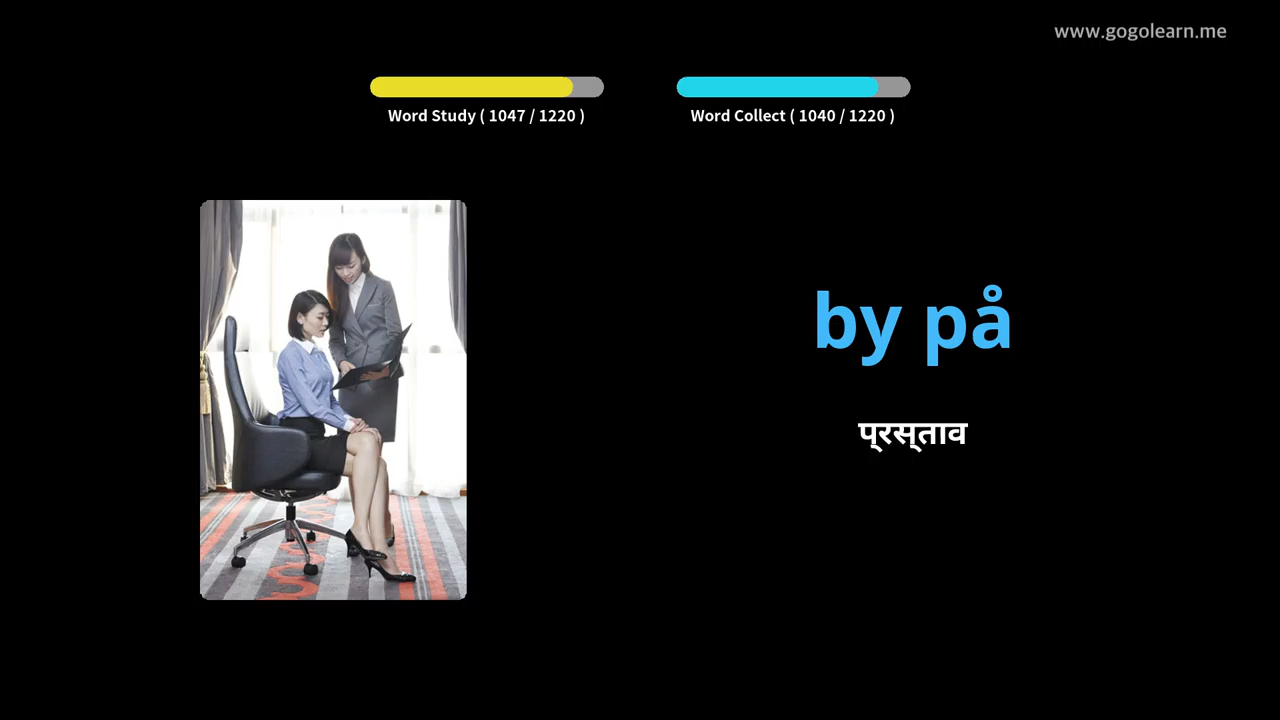 www.gogolearn.me
Word Study ( 1047 / 1220 )
Word Collect ( 1040 / 1220 )
by på
प्रस्ताव